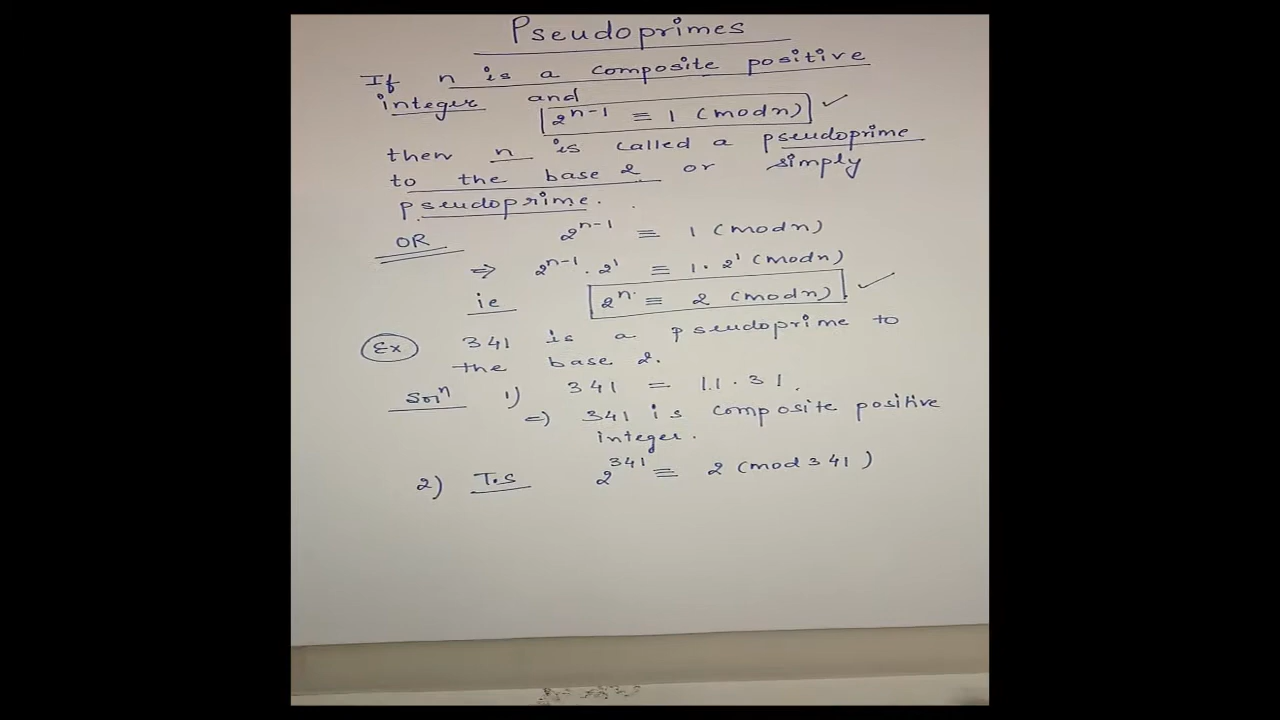 Pseudoprimes
If n is a composite positive
integer and
2^{n-1} ≡ 1 (mod n) ✓
then n is called a pseudoprime
to the base 2 or simply
pseudoprime.
OR 2^{n-1} ≡ 1 (mod n)
⇒ 2^{n-1} · 2^1 ≡ 1 · 2^1 (mod n)
ie 2^n ≡ 2 (mod n) ✓
Ex 341 is a pseudoprime to
the base 2.
Sol^n 1) 341 = 11 · 31.
⇒ 341 is composite positive
integer.
2) T.S 2^{341} ≡ 2 (mod 341)